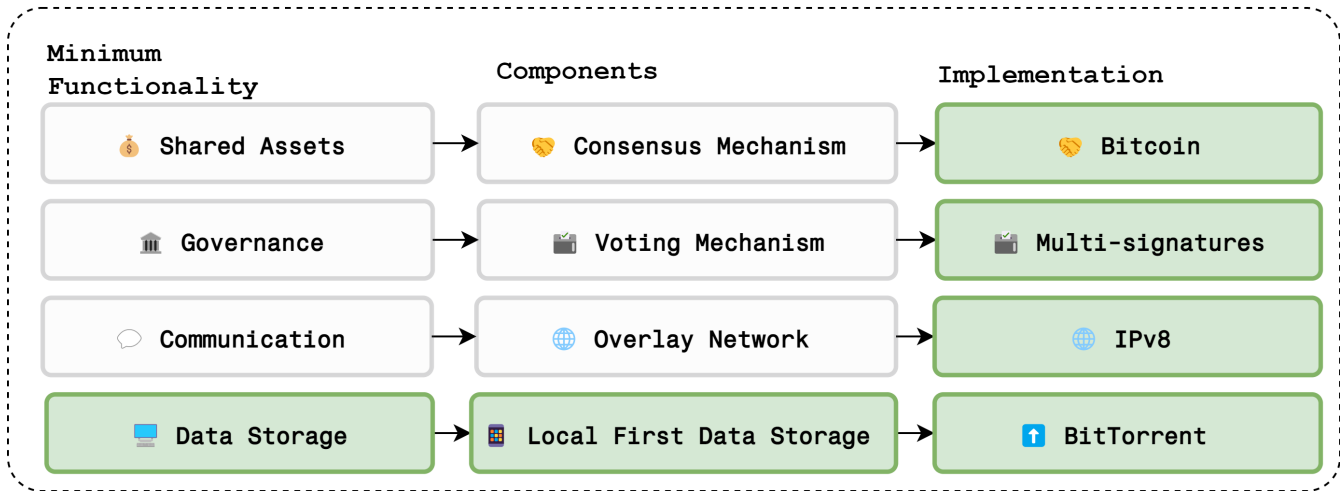 Minimum
Functionality
Components
Implementation
Shared Assets
Consensus Mechanism
Bitcoin
Governance
Voting Mechanism
Multi-signatures
Communication
Overlay Network
IPv8
Data Storage
Local First Data Storage
BitTorrent